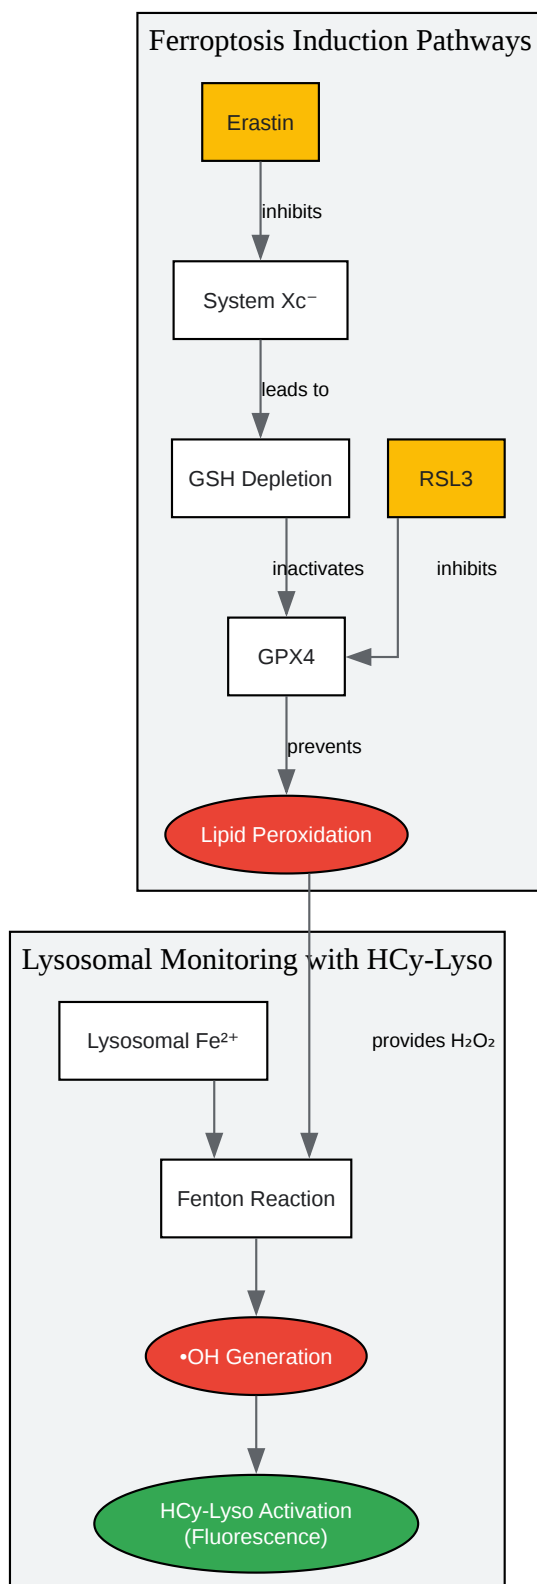 Ferroptosis Induction Pathways
Erastin
inhibits
System Xc⁻
leads to
GSH Depletion
RSL3
inactivates
inhibits
GPX4
prevents
Lipid Peroxidation
Lysosomal Monitoring with HCy-Lyso
Lysosomal Fe²⁺
provides H₂O₂
Fenton Reaction
•OH Generation
HCy-Lyso Activation
(Fluorescence)